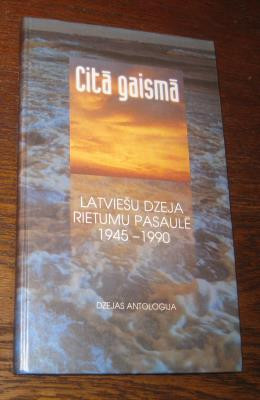 Citā gaismā
LATVIEŠU DZEJA
RIETUMU PASAULĒ
1945 –1990
DZEJAS ANTOLOĢIJA